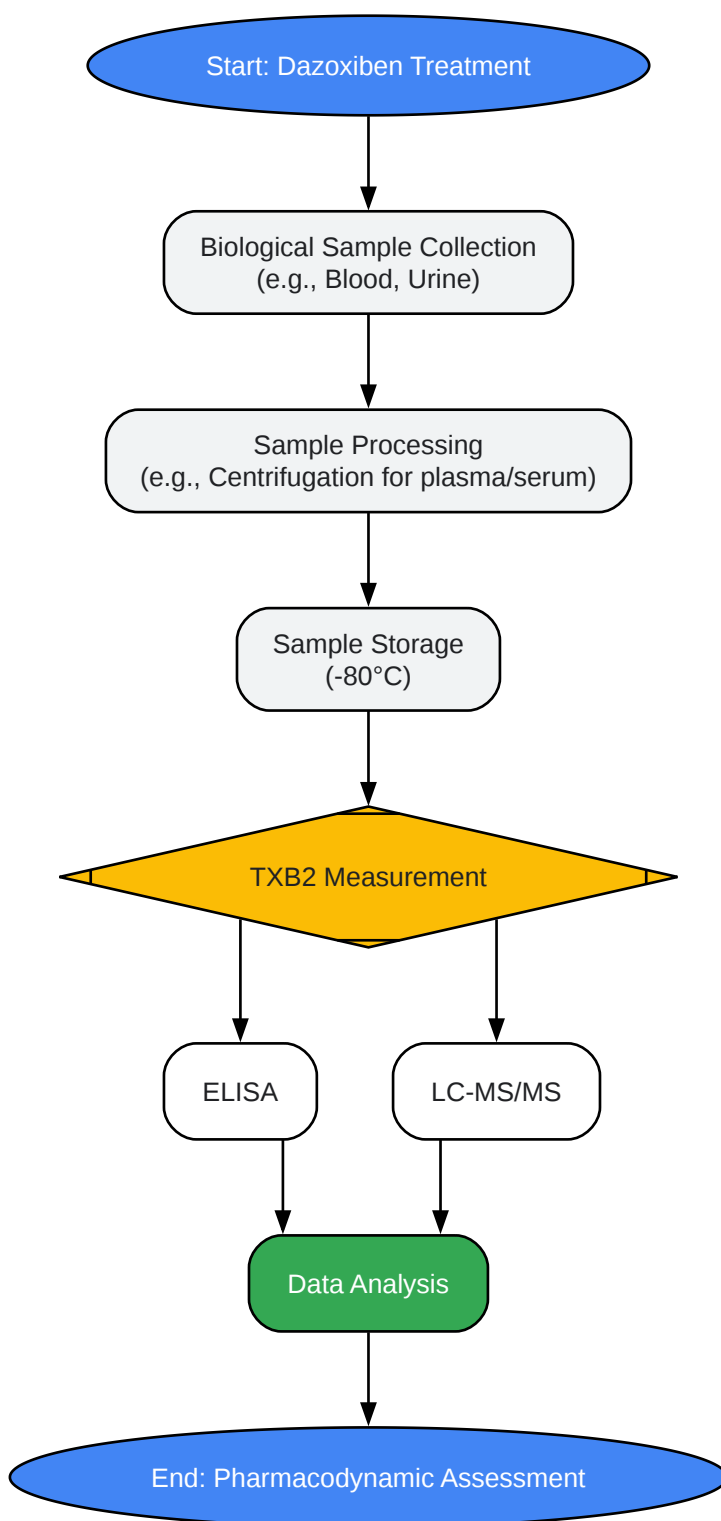 Start: Dazoxiben Treatment
Biological Sample Collection
(e.g., Blood, Urine)
Sample Processing
(e.g., Centrifugation for plasma/serum)
Sample Storage
(-80°C)
TXB2 Measurement
ELISA
LC-MS/MS
Data Analysis
End: Pharmacodynamic Assessment